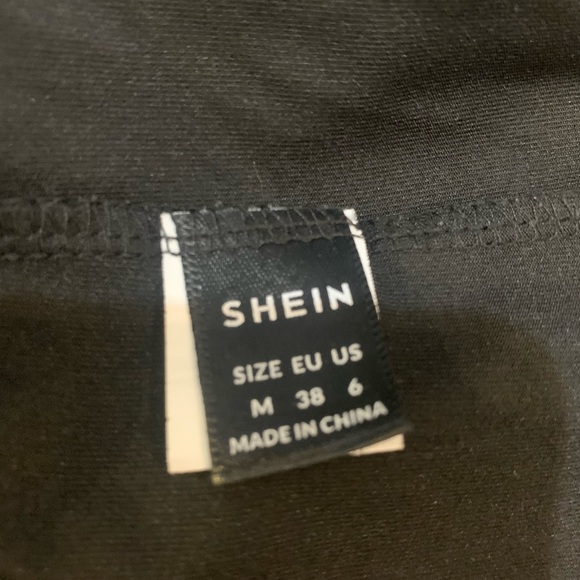 SHEIN
SIZE EU US
M 38 6
MADE IN CHINA